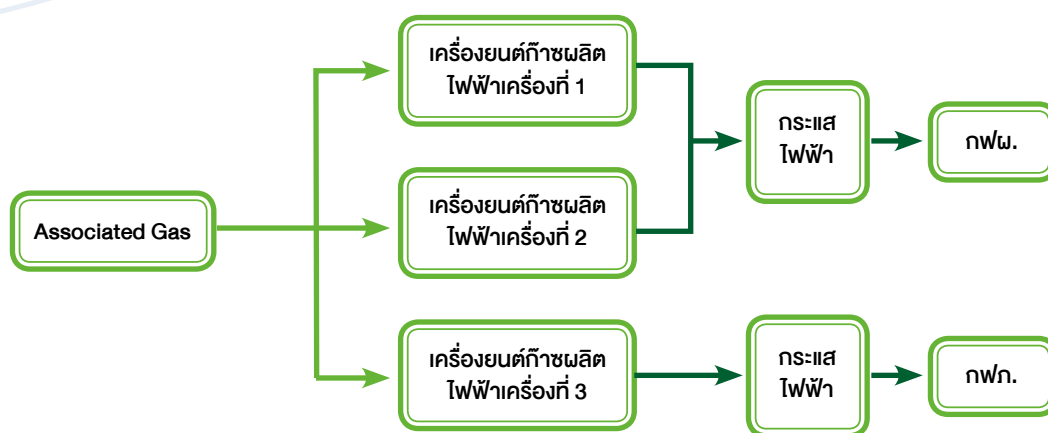 Associated Gas
เครื่องยนต์ก๊าซผลิต
ไฟฟ้าเครื่องที่ 1
เครื่องยนต์ก๊าซผลิต
ไฟฟ้าเครื่องที่ 2
กระแส
ไฟฟ้า
กฟผ.
เครื่องยนต์ก๊าซผลิต
ไฟฟ้าเครื่องที่ 3
กระแส
ไฟฟ้า
กฟภ.